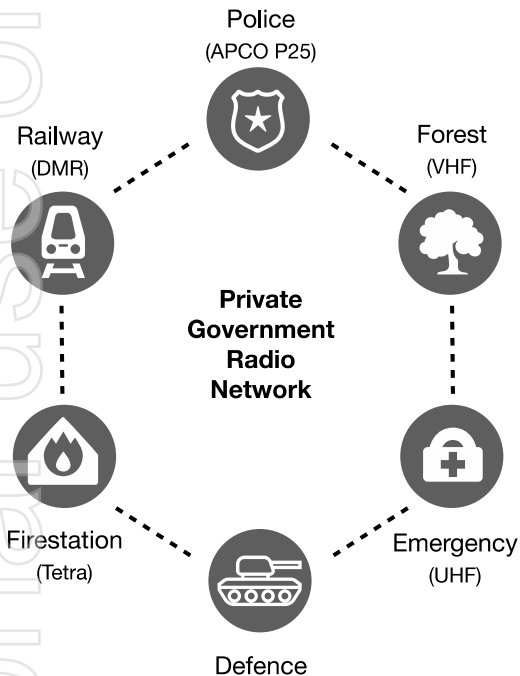 Police
(APCO P25)
Railway
(DMR)
Forest
(VHF)
Private
Government
Radio
Network
Firestation
(Tetra)
Emergency
(UHF)
Defence